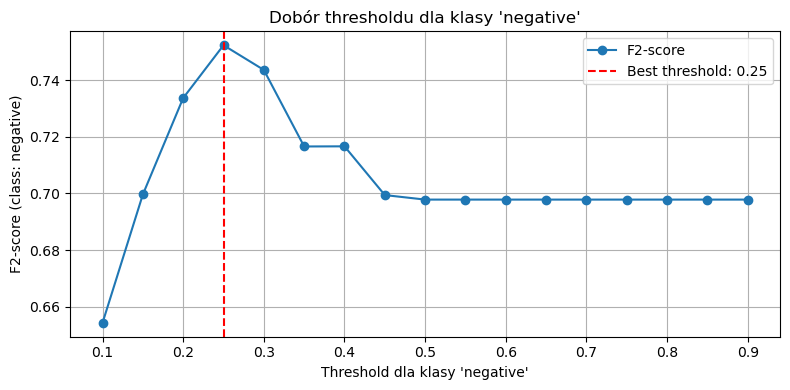 Dobór thresholdu dla klasy 'negative'
F2-score (class: negative)
0.74
0.72
0.70
0.68
0.66
F2-score
Best threshold: 0.25
0.1 0.2 0.3 0.4 0.5 0.6 0.7 0.8 0.9
Threshold dla klasy 'negative'